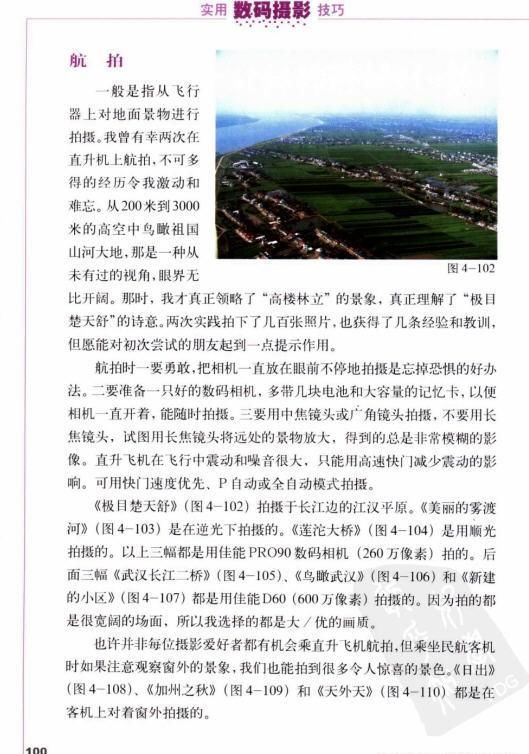 实用 数码摄影 技巧
航 拍
一般是指从飞行
器上对地面景物进行
拍摄。我曾有幸两次在
直升机上航拍,不可多
得的经历令我激动和
难忘。从200米到3000
米的高空中鸟瞰祖国
山河大地,那是一种从
未有过的视角,眼界无
图4-102
比开阔。那时，我才真正领略了“高楼林立”的景象，真正理解了“极目
楚天舒”的诗意。两次实践拍下了几百张照片,也获得了几条经验和教训,
但愿能对初次尝试的朋友起到一点提示作用。
航拍时一要勇敢,把相机一直放在眼前不停地拍摄是忘掉恐惧的好办
法。二要准备一只好的数码相机，多带几块电池和大容量的记忆卡，以便
相机一直开着，能随时拍摄。三要用中焦镜头或广角镜头拍摄，不要用长
焦镜头，试图用长焦镜头将远处的景物放大，得到的总是非常模糊的影
像。直升飞机在飞行中震动和噪音很大，只能用高速快门减少震动的影
响。可用快门速度优先、P自动或全自动模式拍摄。
《极目楚天舒》(图4-102）拍摄于长江边的江汉平原。《美丽的雾渡
河》(图4-103）是在逆光下拍摄的。《莲沱大桥》(图4-104）是用顺光
拍摄的。以上三幅都是用佳能PRO90数码相机（260万像素）拍的。后
面三幅《武汉长江二桥》(图4-105)、《鸟瞰武汉》(图4-106）和《新建
的小区》(图4-107）都是用佳能D60（600万像素）拍摄的。因为拍的都
是很宽阔的场面，所以我选择的都是大/优的画质。
也许并非每位摄影爱好者都有机会乘直升飞机航拍,但乘坐民航客机
时如果注意观察窗外的景象，我们也能拍到很多令人惊喜的景色。《日出》
(图4-108)、《加州之秋》(图4-109）和《天外天》(图4-110）都是在
客机上对着窗外拍摄的。
100